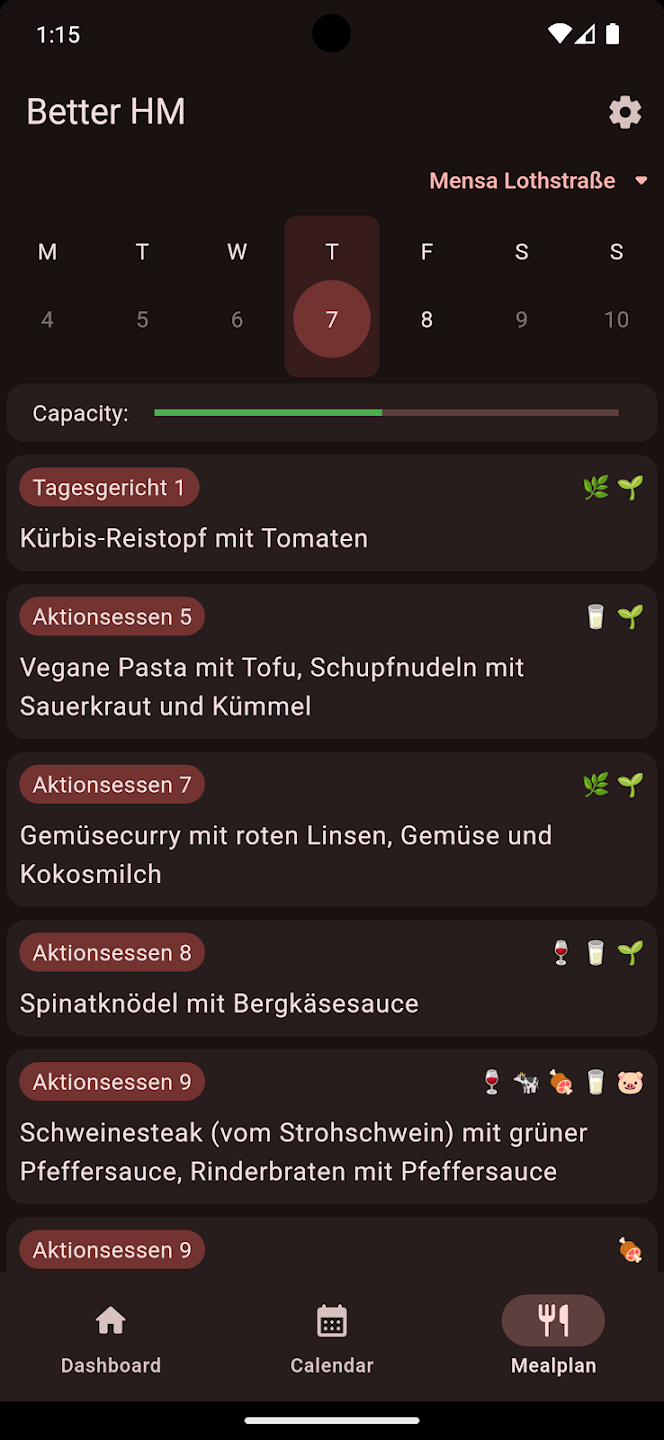 1:15
Better HM
Mensa Lothstraße
M T W T F S S
4 5 6 7 8 9 10
Capacity:
Tagesgericht 1
Kürbis-Reistopf mit Tomaten
Aktionsessen 5
Vegane Pasta mit Tofu, Schupfnudeln mit
Sauerkraut und Kümmel
Aktionsessen 7
Gemüsecurry mit roten Linsen, Gemüse und
Kokosmilch
Aktionsessen 8
Spinatknödel mit Bergkäsesauce
Aktionsessen 9
Schweinesteak (vom Strohschwein) mit grüner
Pfeffersauce, Rinderbraten mit Pfeffersauce
Aktionsessen 9
Dashboard Calendar Mealplan